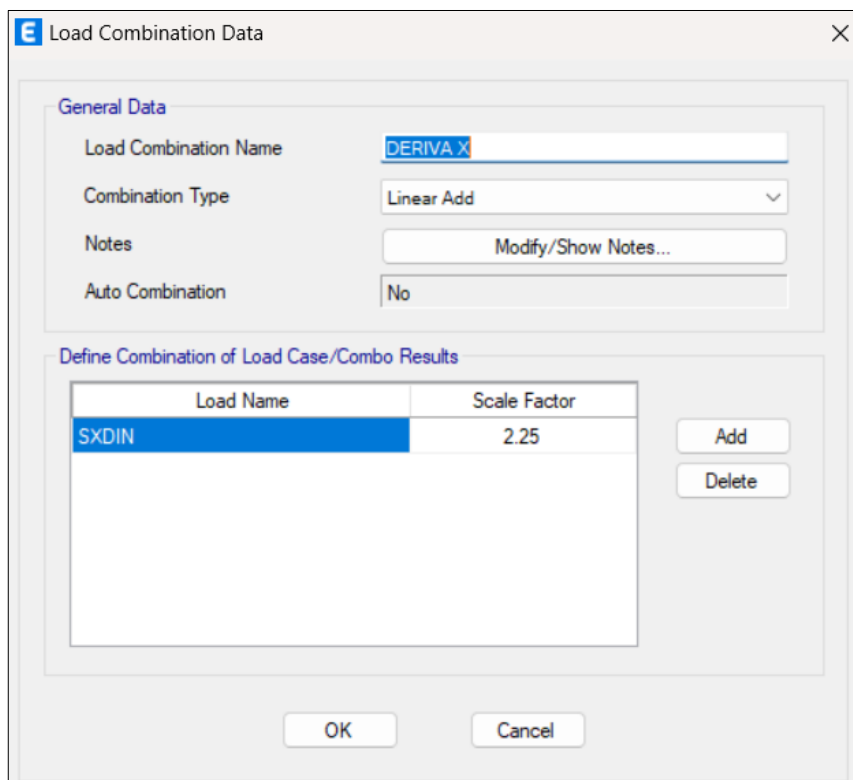 E Load Combination Data
General Data
Load Combination Name DERIVA X
Combination Type Linear Add
Notes Modify/Show Notes...
Auto Combination No
Define Combination of Load Case/Combo Results
Load Name Scale Factor
SXDIN 2.25 Add
Delete
OK Cancel